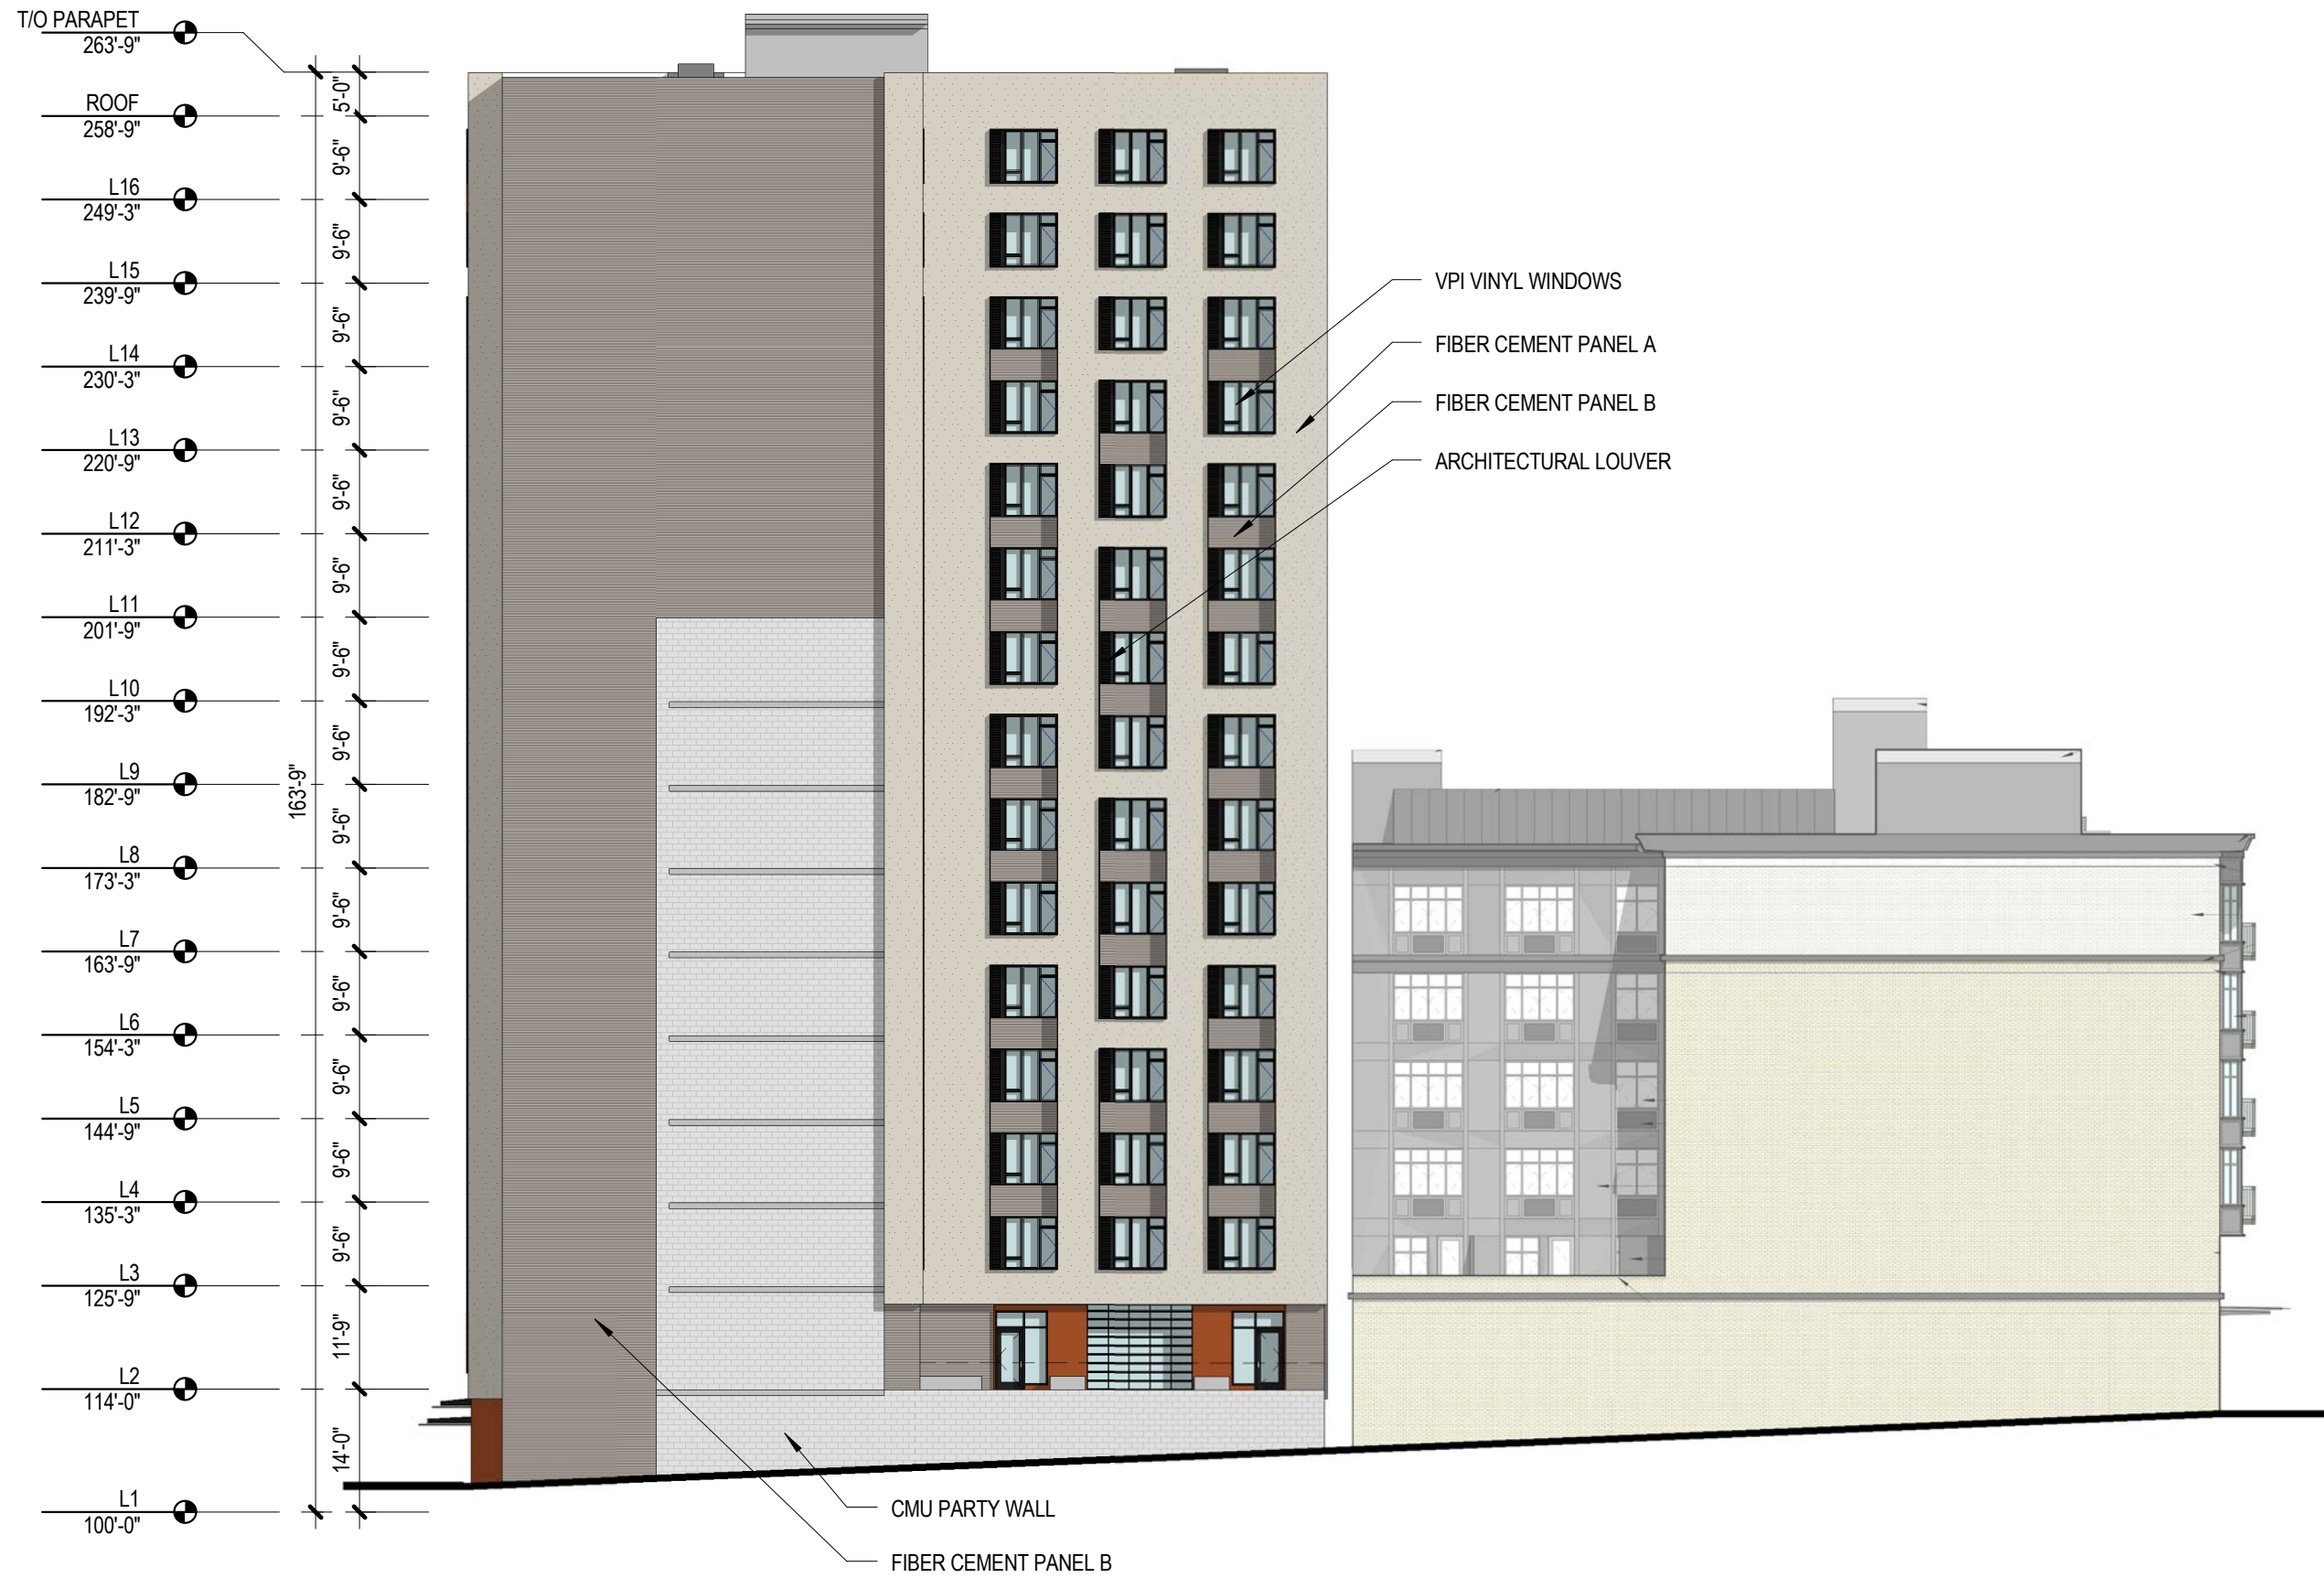 T/O PARAPET
263'-9"
ROOF
258'-9"
L16
249'-3"
L15
239'-9"
L14
230'-3"
L13
220'-9"
L12
211'-3"
L11
201'-9"
L10
192'-3"
L9
182'-9"
L8
173'-3"
L7
163'-9"
L6
154'-3"
L5
144'-9"
L4
135'-3"
L3
125'-9"
L2
114'-0"
L1
100'-0"
163'-9"
5'-0"
9'-6"
9'-6"
9'-6"
9'-6"
9'-6"
9'-6"
9'-6"
9'-6"
9'-6"
9'-6"
9'-6"
9'-6"
9'-6"
9'-6"
11'-9"
14'-0"
VPI VINYL WINDOWS
FIBER CEMENT PANEL A
FIBER CEMENT PANEL B
ARCHITECTURAL LOUVER
CMU PARTY WALL
FIBER CEMENT PANEL B